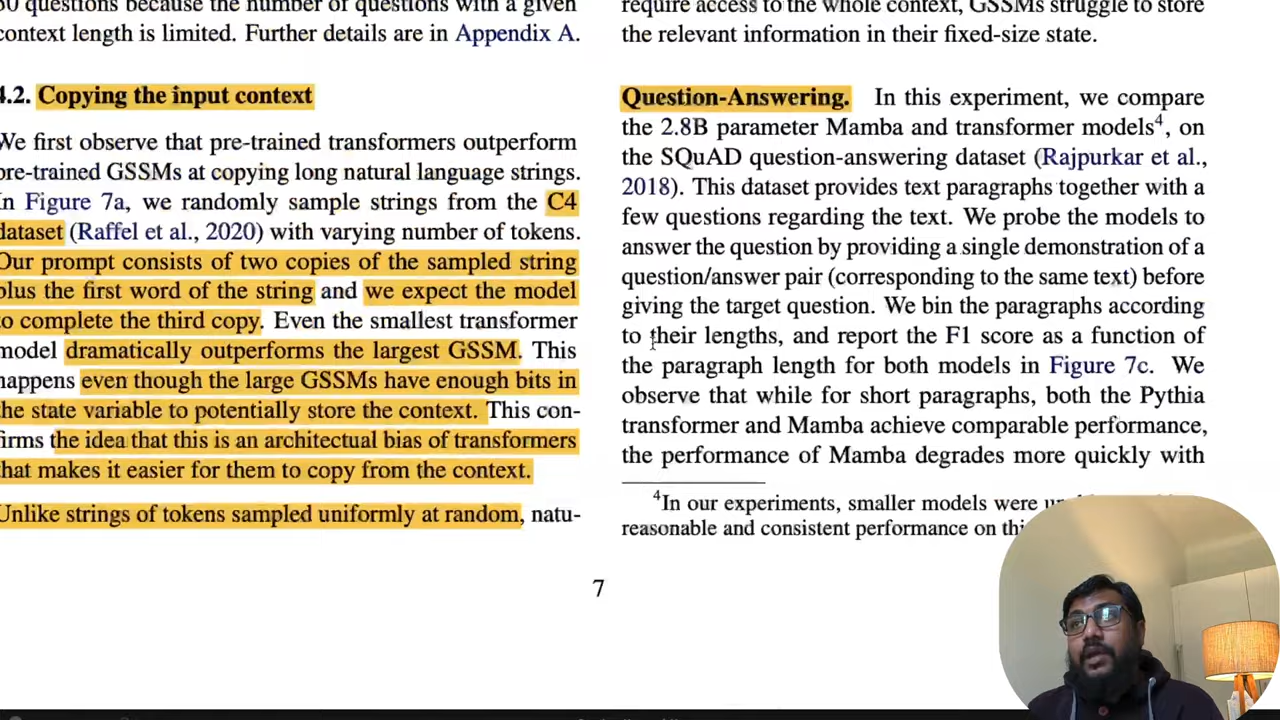 50 questions because the number of questions with a given
context length is limited. Further details are in Appendix A.
4.2. Copying the input context
We first observe that pre-trained transformers outperform
pre-trained GSSMs at copying long natural language strings.
In Figure 7a, we randomly sample strings from the C4
dataset (Raffel et al., 2020) with varying number of tokens.
Our prompt consists of two copies of the sampled string
plus the first word of the string and we expect the model
to complete the third copy. Even the smallest transformer
model dramatically outperforms the largest GSSM. This
happens even though the large GSSMs have enough bits in
the state variable to potentially store the context. This con-
firms the idea that this is an architectual bias of transformers
that makes it easier for them to copy from the context.
Unlike strings of tokens sampled uniformly at random, natu-
require access to the whole context, GSSMs struggle to store
the relevant information in their fixed-size state.
Question-Answering. In this experiment, we compare
the 2.8B parameter Mamba and transformer models4, on
the SQuAD question-answering dataset (Rajpurkar et al.,
2018). This dataset provides text paragraphs together with a
few questions regarding the text. We probe the models to
answer the question by providing a single demonstration of a
question/answer pair (corresponding to the same text) before
giving the target question. We bin the paragraphs according
to their lengths, and report the F1 score as a function of
the paragraph length for both models in Figure 7c. We
observe that while for short paragraphs, both the Pythia
transformer and Mamba achieve comparable performance,
the performance of Mamba degrades more quickly with
4In our experiments, smaller models were
reasonable and consistent performance on
7